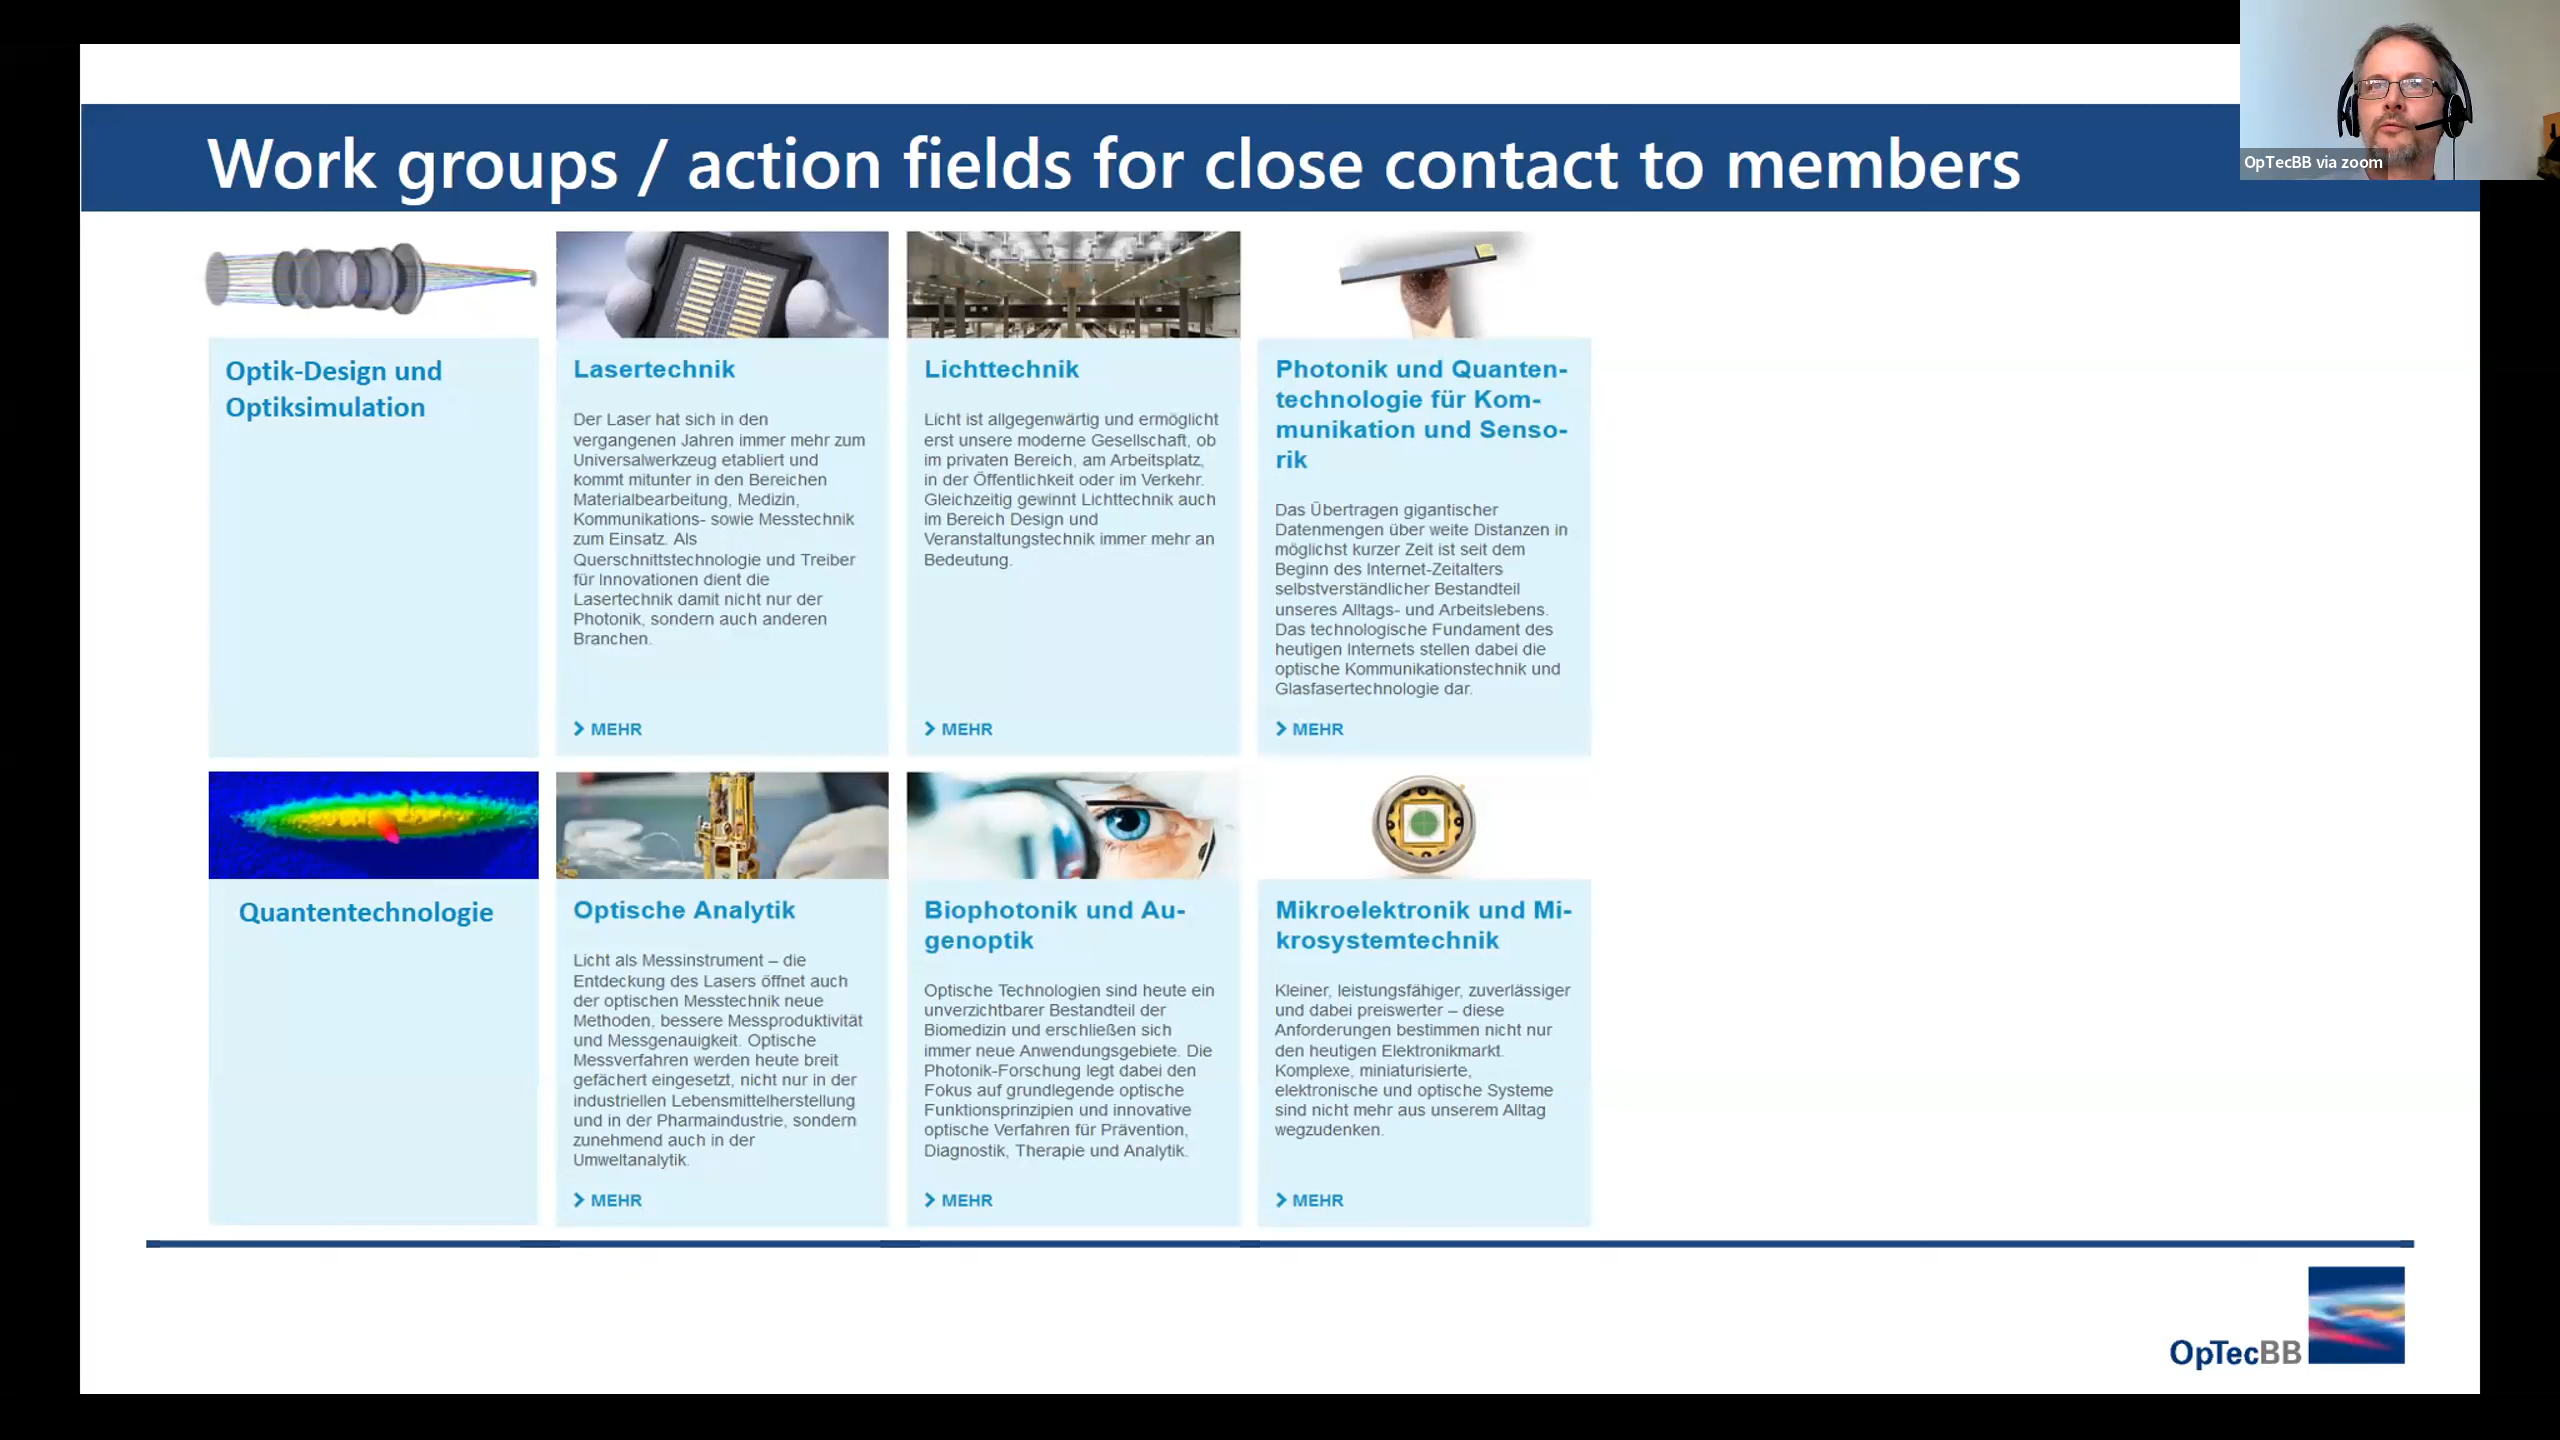 Work groups / action fields for close contact to members
OpTecBB via zoom
Optik-Design und
Optiksimulation
Lasertechnik
Der Laser hat sich in den
vergangenen Jahren immer mehr zum
Universalwerkzeug etabliert und
kommt mitunter in den Bereichen
Materialbearbeitung, Medizin,
Kommunikations- sowie Messtechnik
zum Einsatz. Als
Querschnittstechnologie und Treiber
für Innovationen dient die
Lasertechnik damit nicht nur der
Photonik, sondern auch anderen
Branchen.
MEHR
Lichttechnik
Licht ist allgegenwärtig und ermöglicht
erst unsere moderne Gesellschaft, ob
im privaten Bereich, am Arbeitsplatz,
in der Öffentlichkeit oder im Verkehr.
Gleichzeitig gewinnt Lichttechnik auch
im Bereich Design und
Veranstaltungstechnik immer mehr an
Bedeutung.
MEHR
Photonik und Quanten-
technologie für Kom-
munikation und Senso-
rik
Das Übertragen gigantischer
Datenmengen über weite Distanzen in
möglichst kurzer Zeit ist seit dem
Beginn des Internet-Zeitalters
selbstverständlicher Bestandteil
unseres Alltags- und Arbeitslebens.
Das technologische Fundament des
heutigen Internets stellen dabei die
optische Kommunikationstechnik und
Glasfasertechnologie dar.
MEHR
Quantentechnologie
Optische Analytik
Licht als Messinstrument – die
Entdeckung des Lasers öffnet auch
der optischen Messtechnik neue
Methoden, bessere Messproduktivität
und Messgenauigkeit. Optische
Messverfahren werden heute breit
gefächert eingesetzt, nicht nur in der
industriellen Lebensmittelherstellung
und in der Pharmaindustrie, sondern
zunehmend auch in der
Umweltanalytik.
MEHR
Biophotonik und Au-
genoptik
Optische Technologien sind heute ein
unverzichtbarer Bestandteil der
Biomedizin und erschließen sich
immer neue Anwendungsgebiete. Die
Photonik-Forschung legt dabei den
Fokus auf grundlegende optische
Funktionsprinzipien und innovative
optische Verfahren für Prävention,
Diagnostik, Therapie und Analytik.
MEHR
Mikroelektronik und Mi-
krosystemtechnik
Kleiner, leistungsfähiger, zuverlässiger
und dabei preiswerter – diese
Anforderungen bestimmen nicht nur
den heutigen Elektronikmarkt.
Komplexe, miniaturisierte,
elektronische und optische Systeme
sind nicht mehr aus unserem Alltag
wegzudenken.
MEHR
OpTecBB